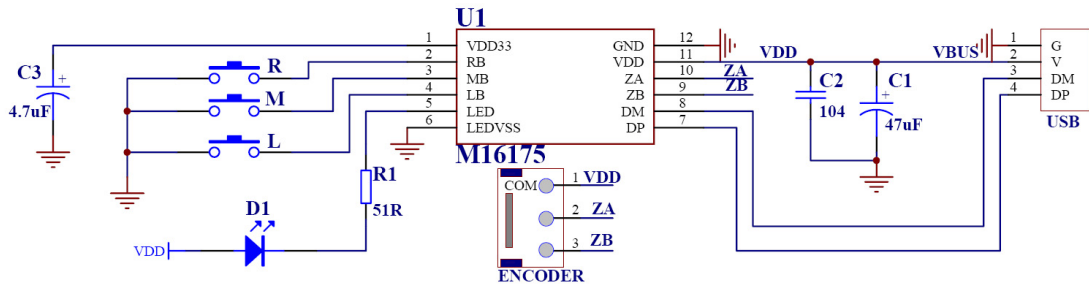 U1
1 VDD33 GND 12
2 RB VDD 11 VDD VBUS 1 G
3 MB ZA 10 ZA 2 V
4 LB ZB 9 ZB 3 DM
5 LED DM 8 4 DP
6 LEDVSS DP 7 USB
M16175
C3
+
4.7uF
R
M
L
C2
104
C1
+
47uF
R1
51R
D1
VDD
COM 1 VDD
2 ZA
3 ZB
ENCODER